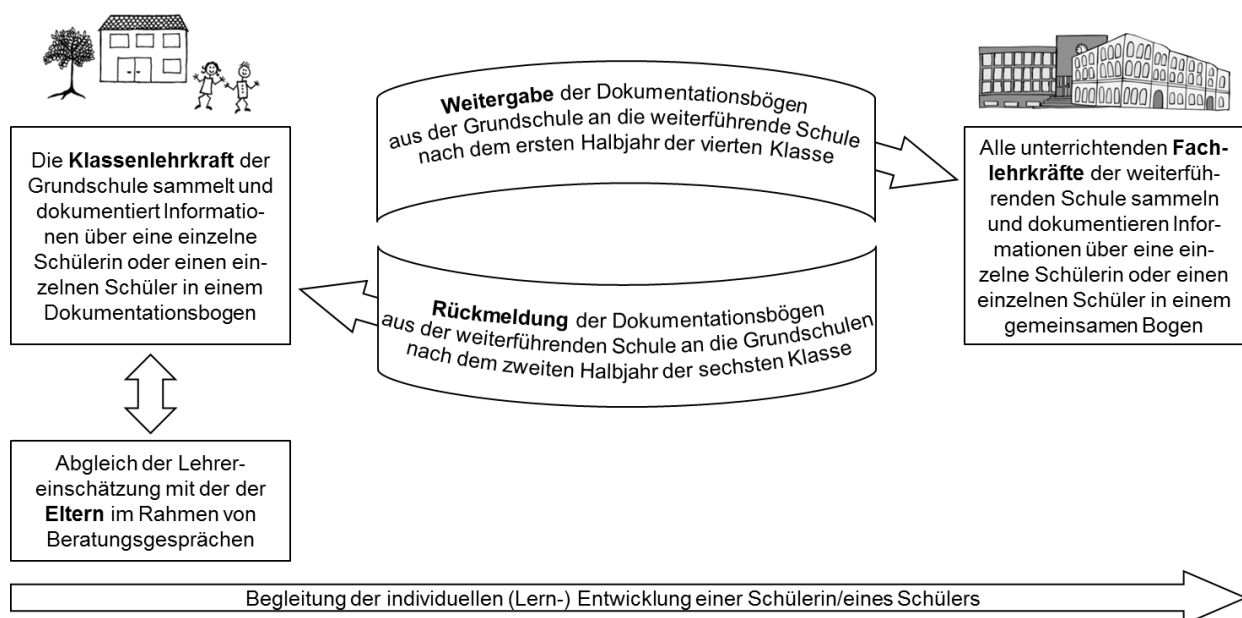 Die Klassenlehrkraft der
Grundschule sammelt und
dokumentiert Informatio-
nen über eine einzelne
Schülerin oder einen ein-
zelnen Schüler in einem
Dokumentationsbogen
Abgleich der Lehrer-
einschätzung mit der der
Eltern im Rahmen von
Beratungsgesprächen
Weitergabe der Dokumentationsbögen
aus der Grundschule an die weiterführende Schule
nach dem ersten Halbjahr der vierten Klasse
Rückmeldung der Dokumentationsbögen
aus der weiterführenden Schule an die Grundschulen
nach dem zweiten Halbjahr der sechsten Klasse
Alle unterrichtenden Fach-
lehrkräfte der weiterfüh-
renden Schule sammeln
und dokumentieren Infor-
mationen über eine ein-
zelne Schülerin oder einen
einzelnen Schüler in einem
gemeinsamen Bogen
Begleitung der individuellen (Lern-) Entwicklung einer Schülerin/eines Schülers